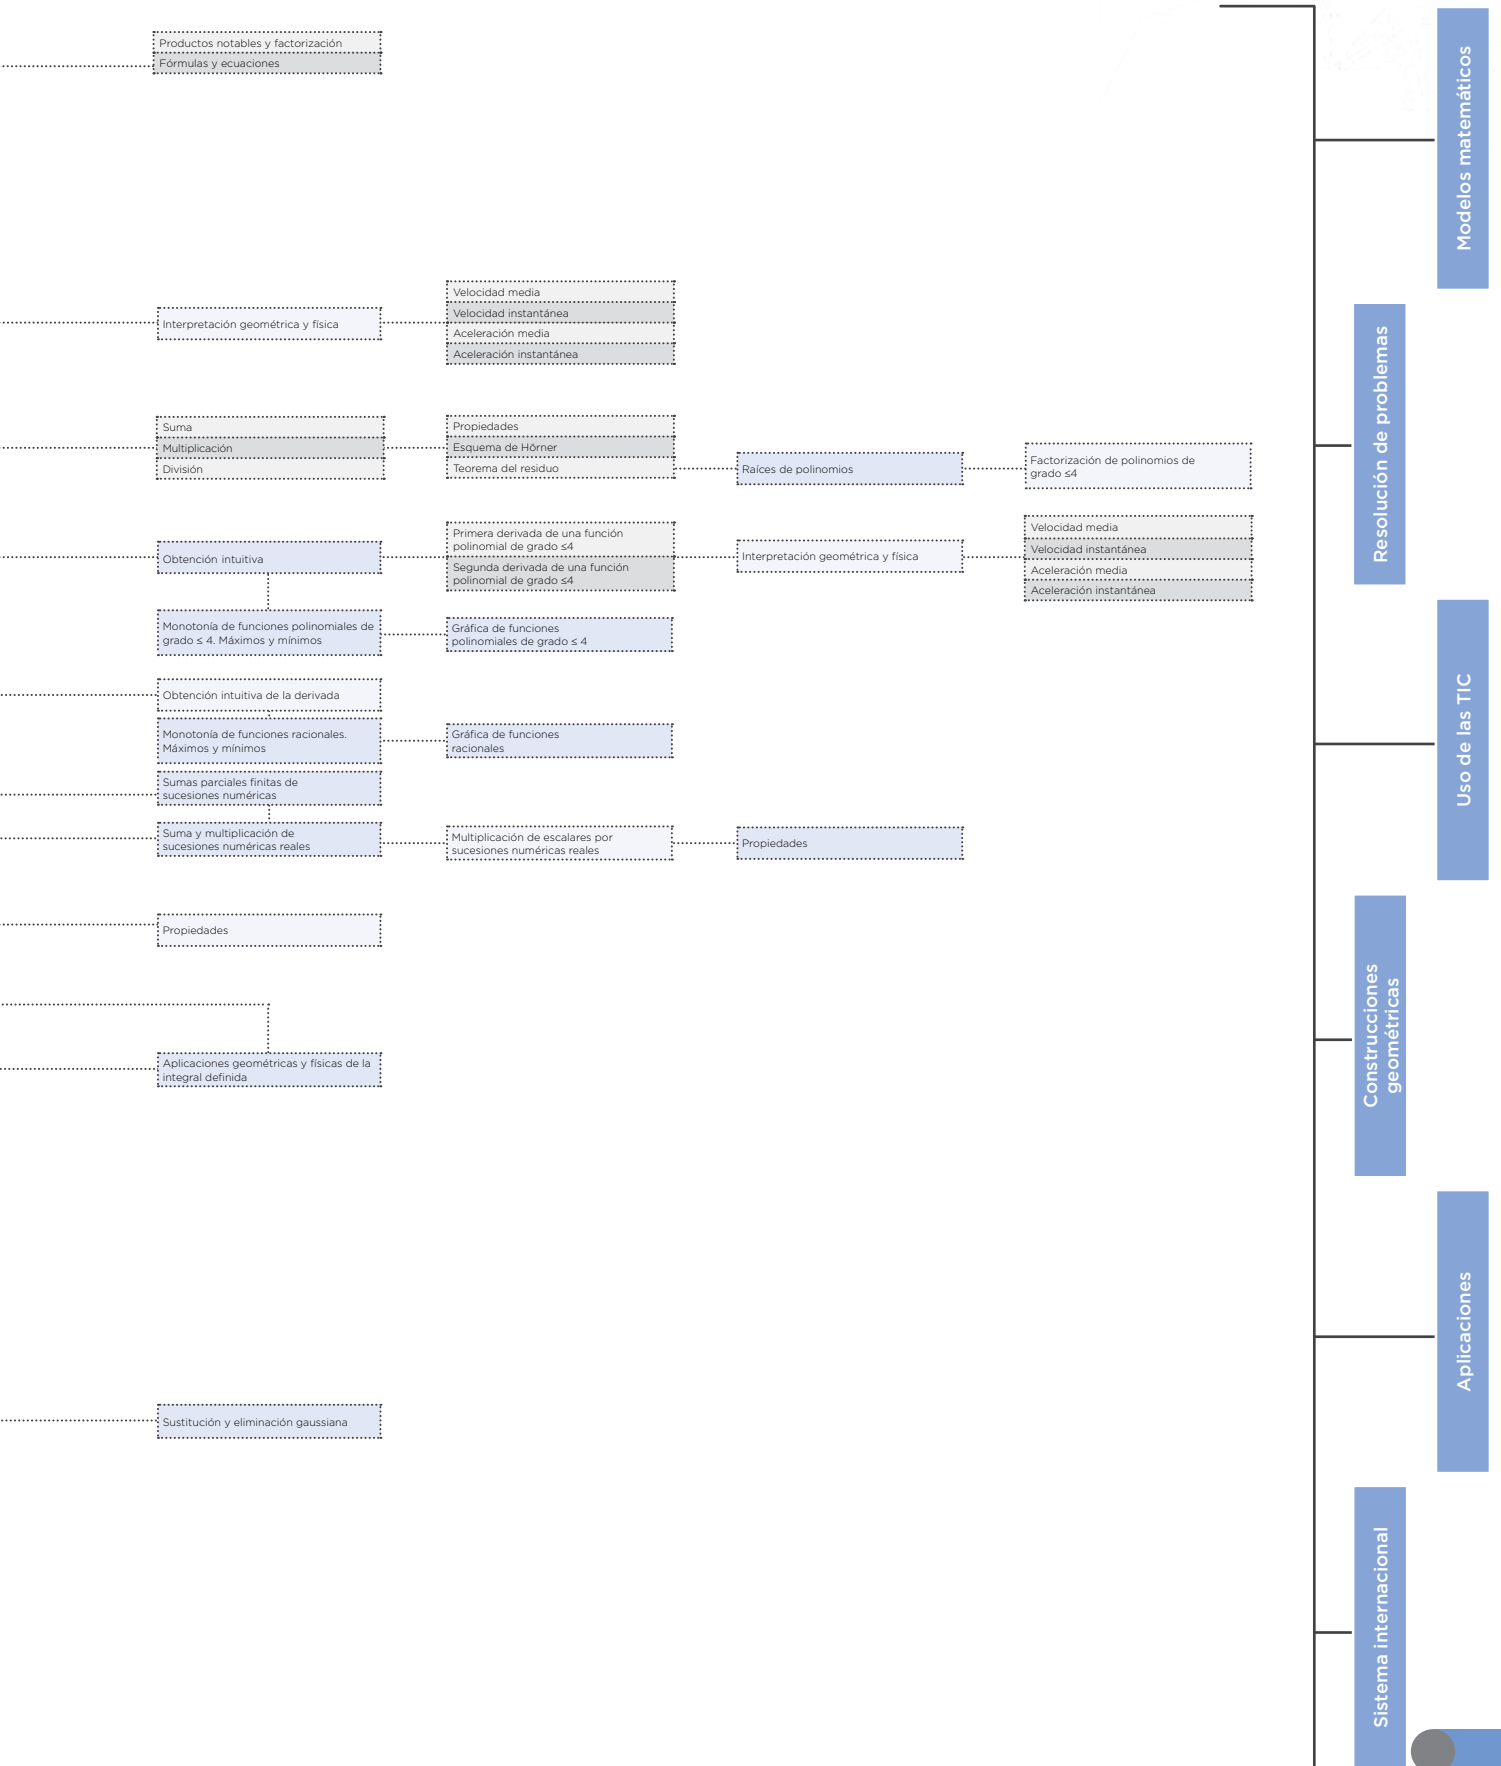 Productos notables y factorización
Fórmulas y ecuaciones
Modelos matemáticos
Interpretación geométrica y física
Velocidad media
Velocidad instantánea
Aceleración media
Aceleración instantánea
Resolución de problemas
Suma
Multiplicación
División
Propiedades
Esquema de Hörner
Teorema del residuo
Raíces de polinomios
Factorización de polinomios de
grado ≤4
Obtención intuitiva
Primera derivada de una función
polinomial de grado ≤4
Segunda derivada de una función
polinomial de grado ≤4
Interpretación geométrica y física
Velocidad media
Velocidad instantánea
Aceleración media
Aceleración instantánea
Monotonía de funciones polinomiales de
grado ≤ 4. Máximos y mínimos
Gráfica de funciones
polinomiales de grado ≤ 4
Uso de las TIC
Obtención intuitiva de la derivada
Monotonía de funciones racionales.
Máximos y mínimos
Gráfica de funciones
racionales
Sumas parciales finitas de
sucesiones numéricas
Suma y multiplicación de
sucesiones numéricas reales
Multiplicación de escalares por
sucesiones numéricas reales
Propiedades
Propiedades
Construcciones
geométricas
Aplicaciones geométricas y físicas de la
integral definida
Aplicaciones
Sustitución y eliminación gaussiana
Sistema internacional